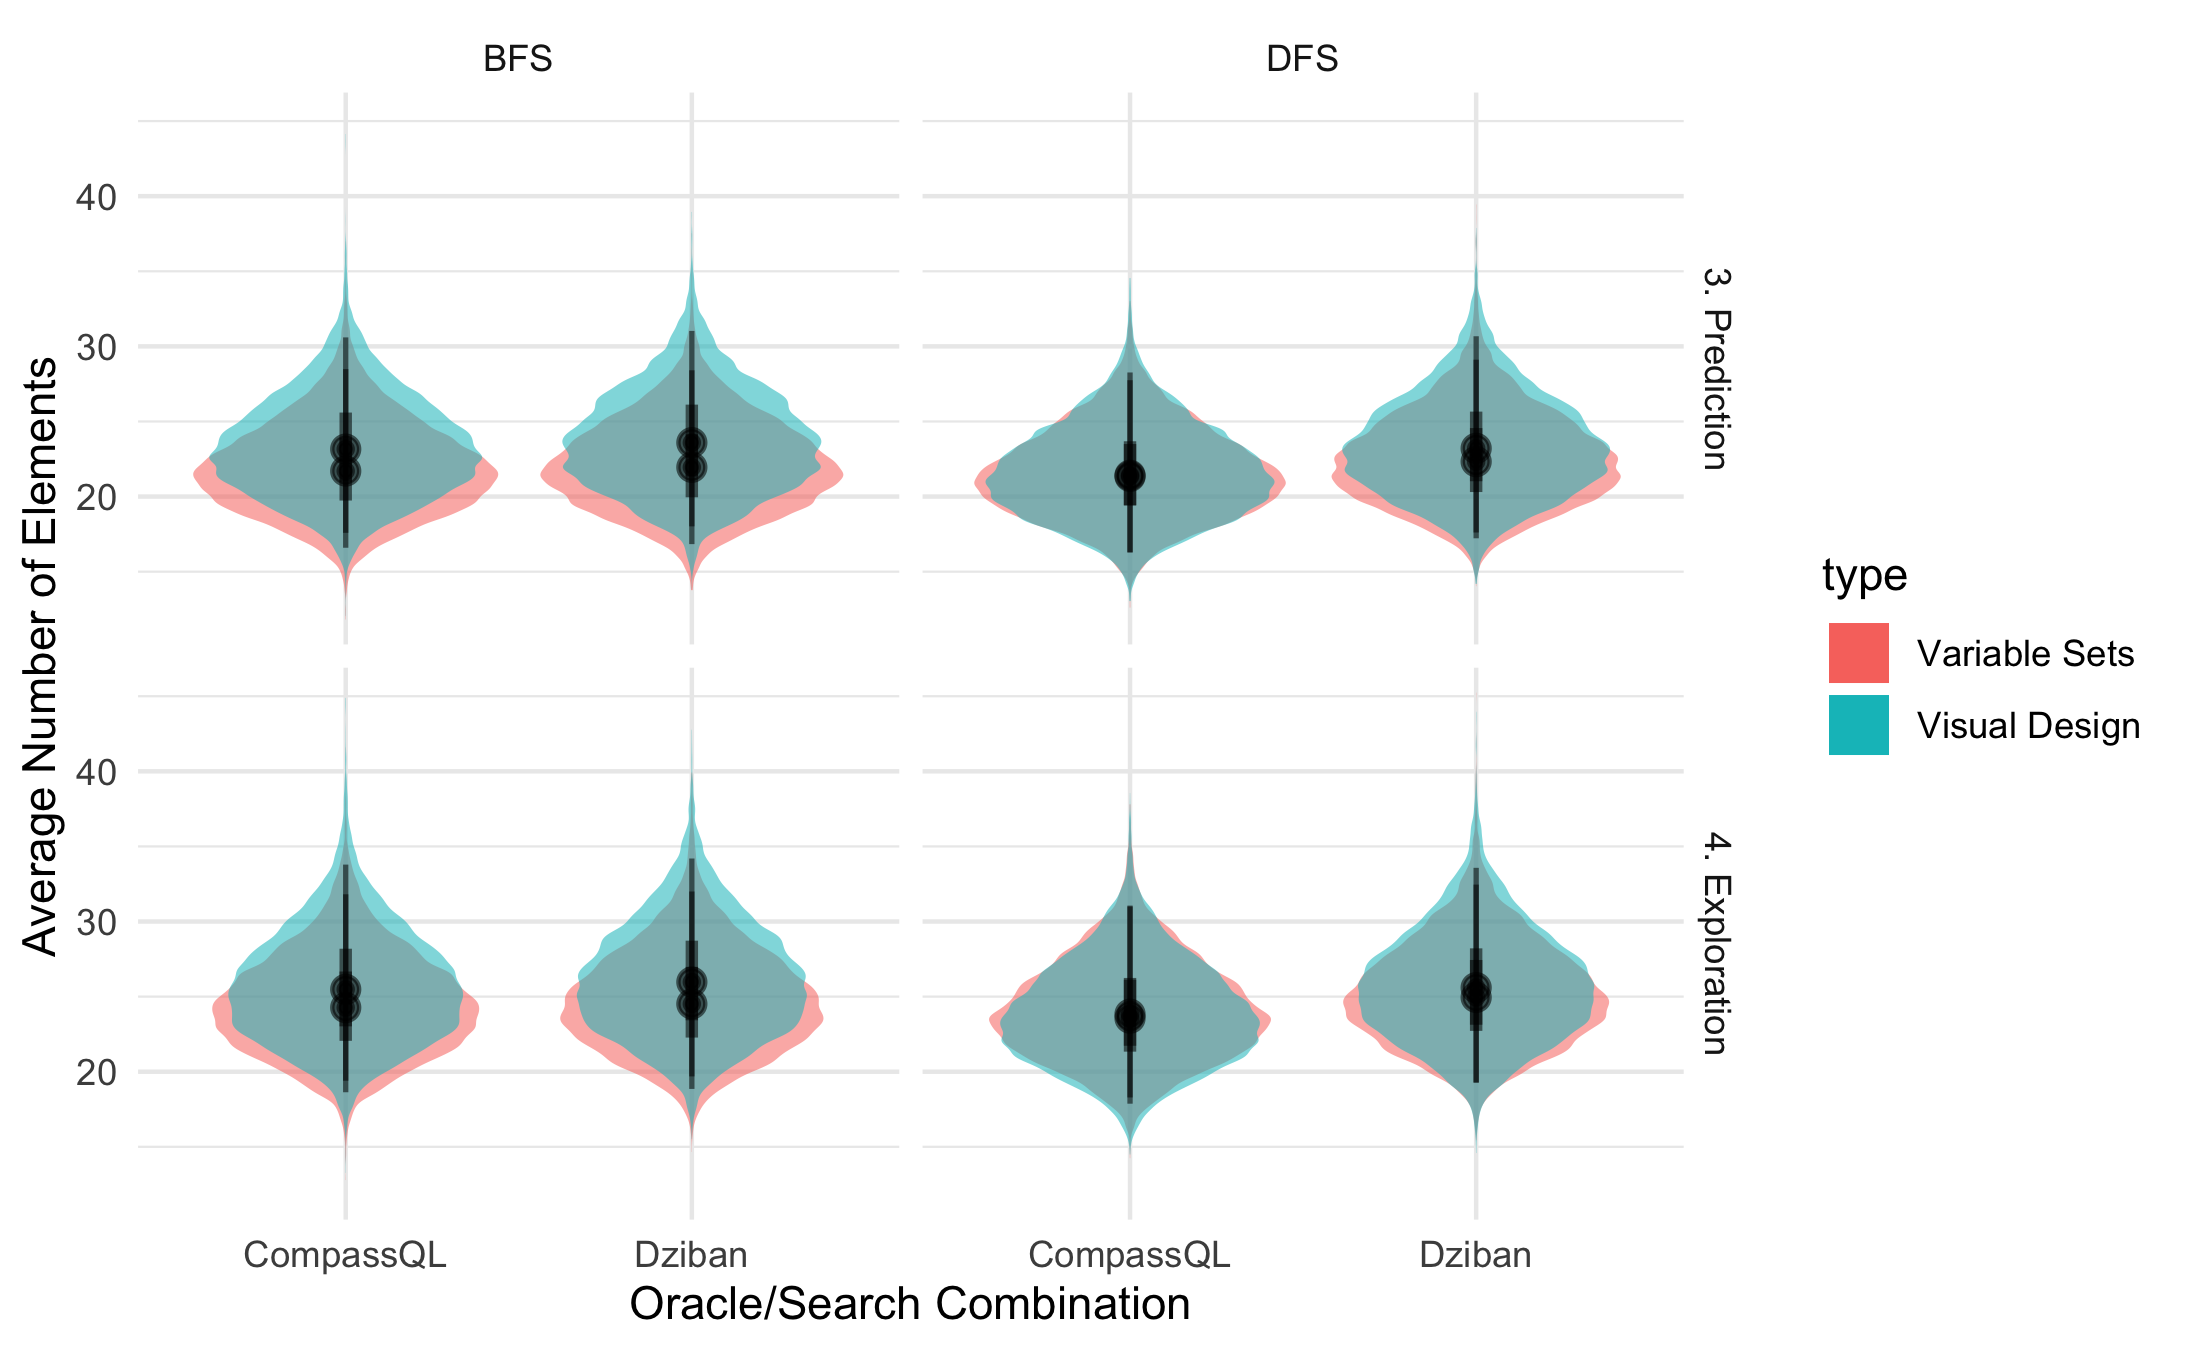 BFS
DFS
Average Number of Elements
40
30
20
3. Prediction
40
30
20
4. Exploration
CompassQL
Dziban
CompassQL
Dziban
Oracle/Search Combination
type
Variable Sets
Visual Design